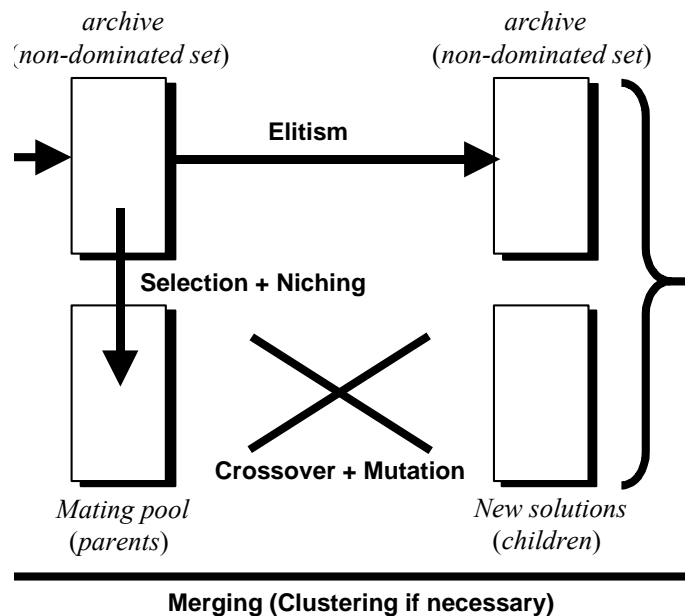 archive
(non-dominated set)
archive
(non-dominated set)
Elitism
Selection + Niching
Crossover + Mutation
Mating pool
(parents)
New solutions
(children)
Merging (Clustering if necessary)